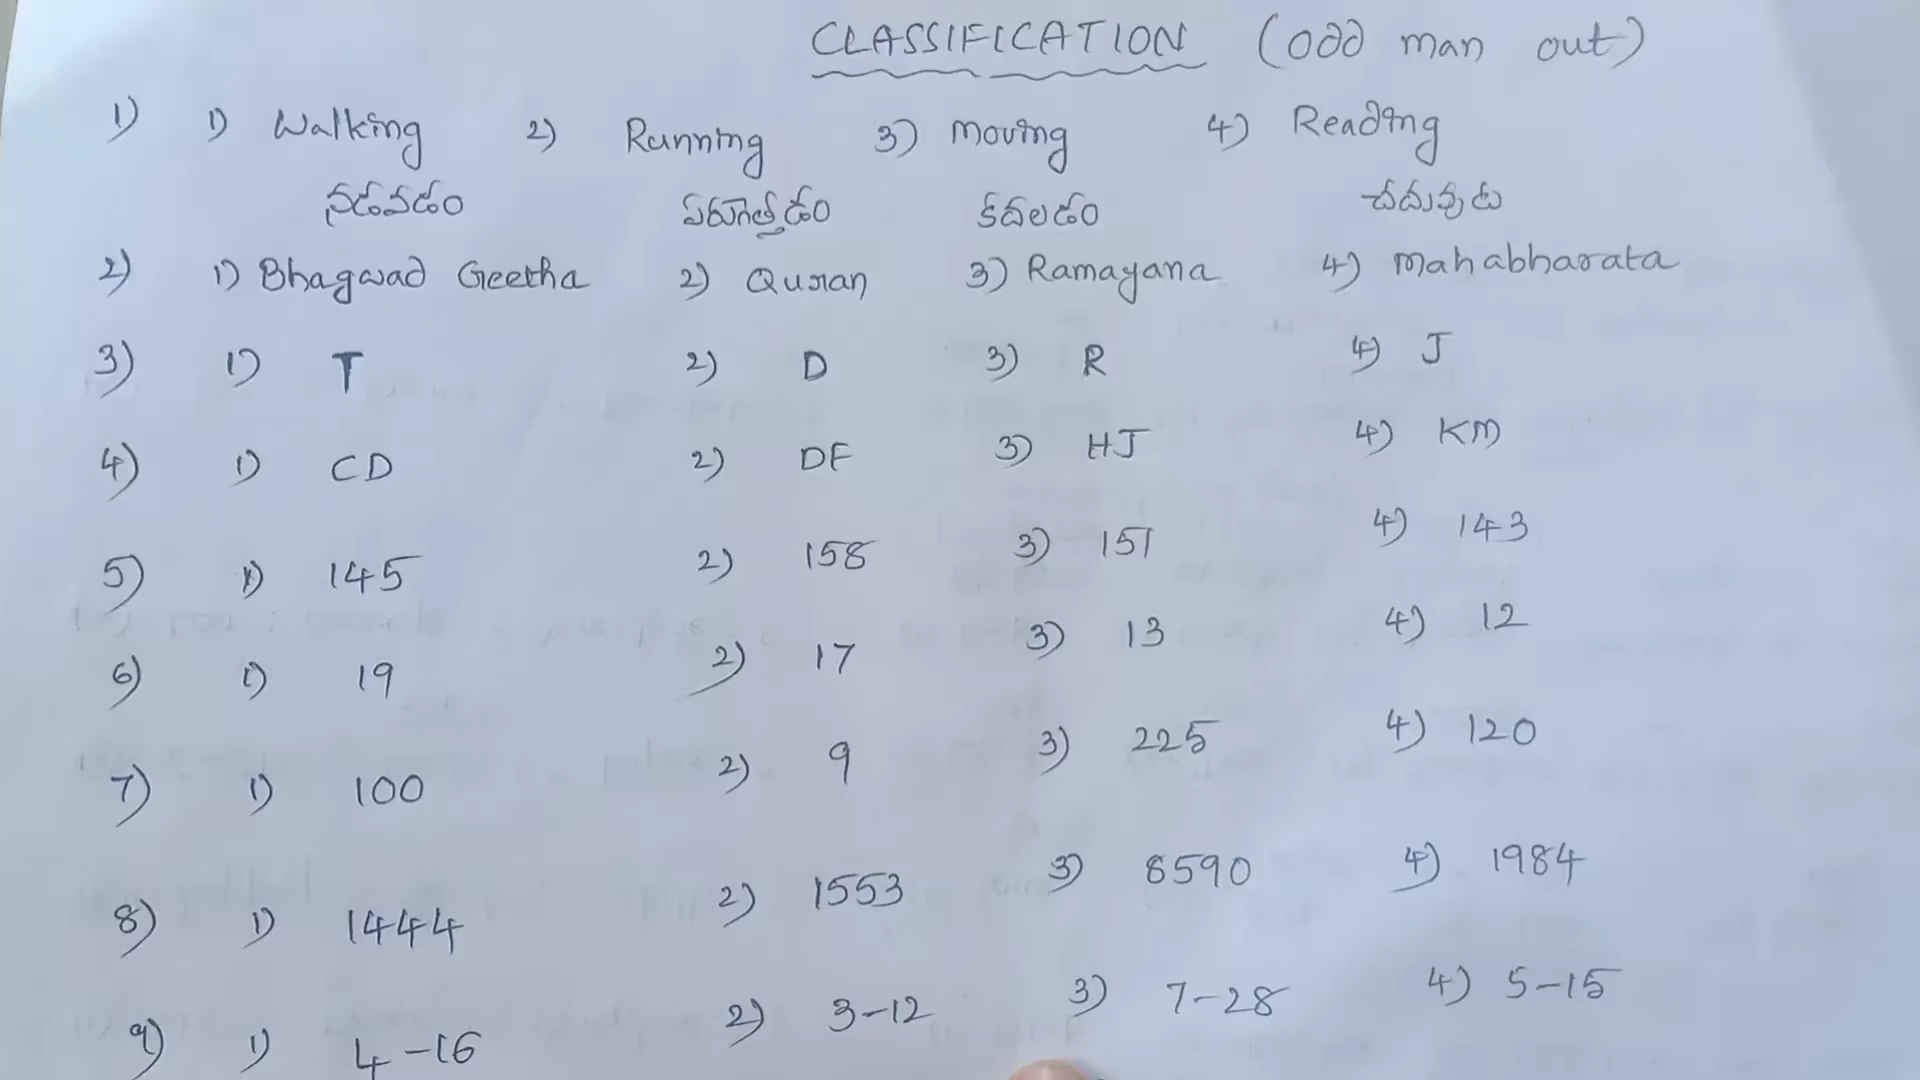 CLASSIFICATION (Odd man out)
1) 1) Walking 2) Running 3) Moving 4) Reading
నడవడం పరుగెత్తడం కదలడం చదువుట
2) 1) Bhagwad Geetha 2) Quran 3) Ramayana 4) Mahabharata
3) 1) T 2) D 3) R 4) J
4) 1) CD 2) DF 3) HJ 4) KM
5) 1) 145 2) 158 3) 151 4) 143
6) 1) 19 2) 17 3) 13 4) 12
7) 1) 100 2) 9 3) 225 4) 120
8) 1) 1444 2) 1553 3) 8590 4) 1984
9) 1) 4-16 2) 3-12 3) 7-28 4) 5-15